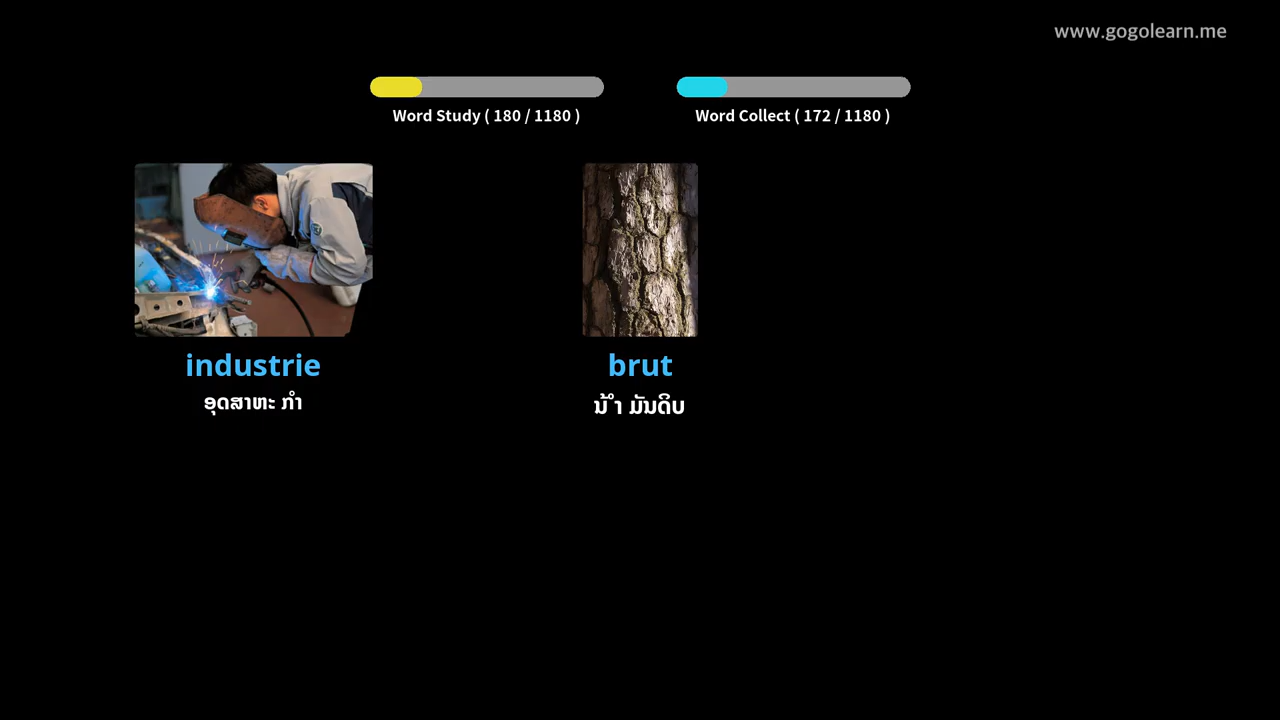 www.gogolearn.me
Word Study ( 180 / 1180 )
Word Collect ( 172 / 1180 )
industrie
ອຸດສາຫະ ກໍາ
brut
ນ້ ໍາ ມັນດິບ